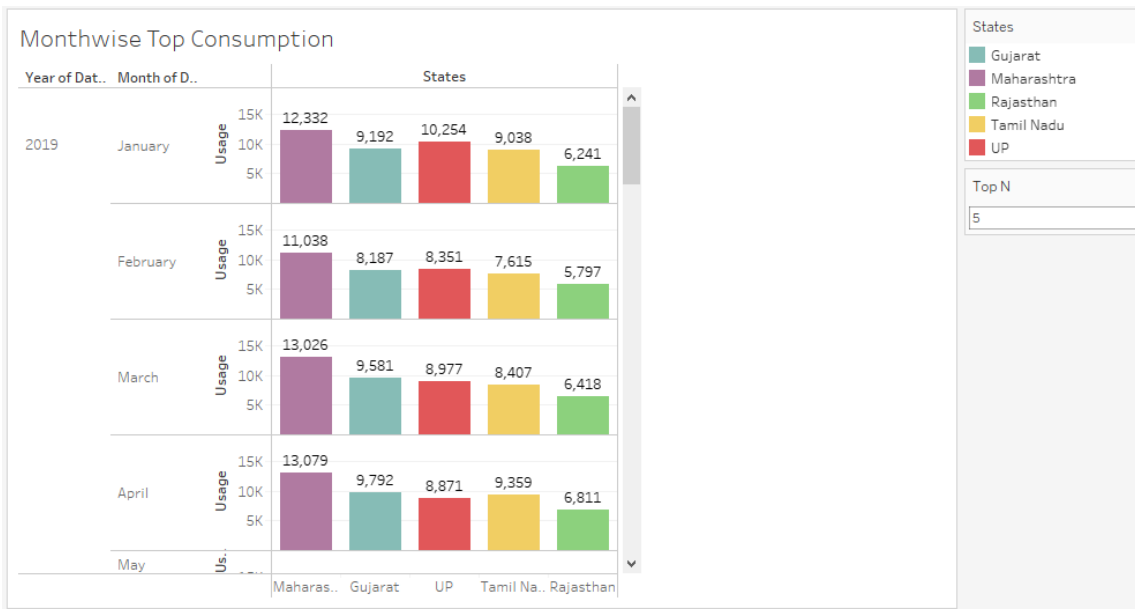 Monthwise Top Consumption
Year of Dat.. Month of D.. States
2019
January
Usage
15K
10K
5K
12,332 9,192 10,254 9,038 6,241
February
Usage
15K
10K
5K
11,038 8,187 8,351 7,615 5,797
March
Usage
15K
10K
5K
13,026 9,581 8,977 8,407 6,418
April
Usage
15K
10K
5K
13,079 9,792 8,871 9,359 6,811
May
Us..
Maharas.. Gujarat UP Tamil Na.. Rajasthan
States
Gujarat
Maharashtra
Rajasthan
Tamil Nadu
UP
Top N
5